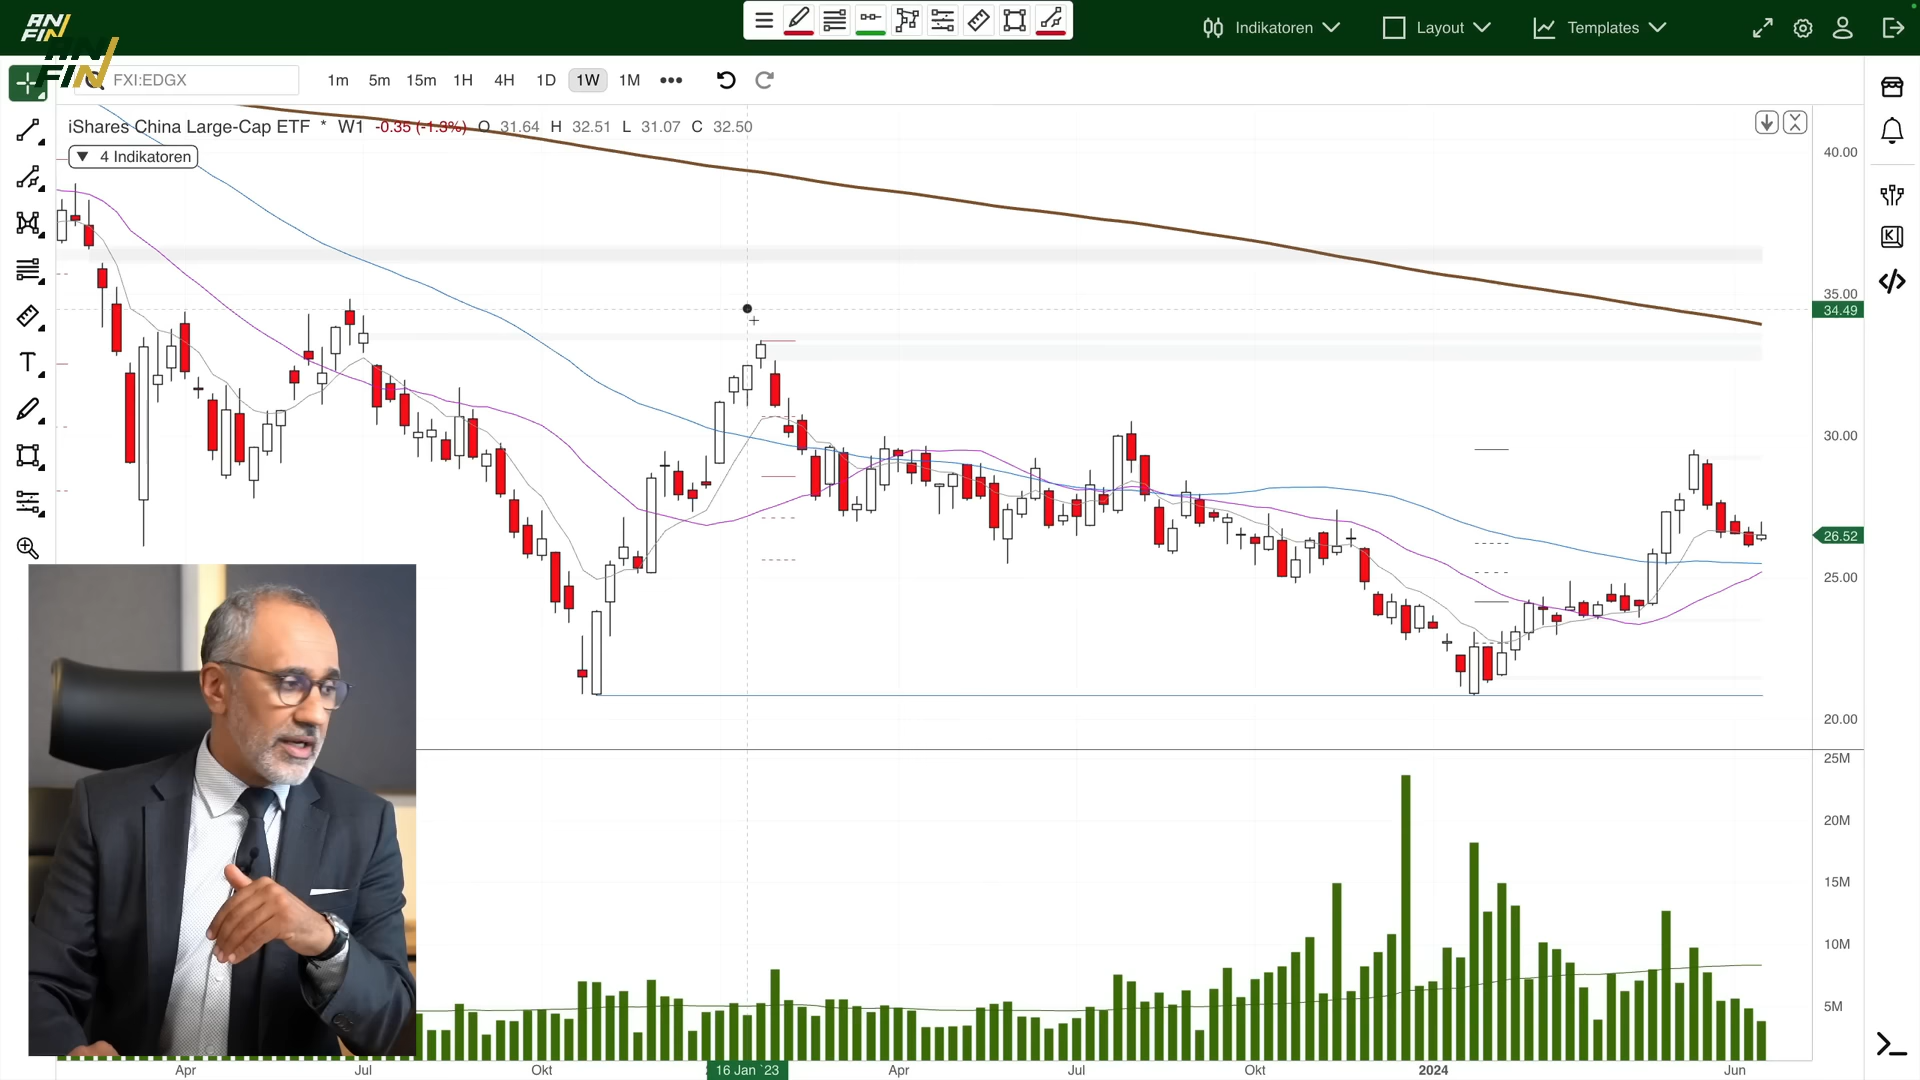 ANFIN
ANFIN
Indikatoren
Layout
Templates
FXI:EDGX
1m 5m 15m 1H 4H 1D 1W 1M •••
iShares China Large-Cap ETF * W1 -0.35 (-1.3%) O 31.64 H 32.51 L 31.07 C 32.50
▼ 4 Indikatoren
T
K
40.00
35.00
34.49
30.00
26.52
25.00
20.00
25M
20M
15M
10M
5M
Apr Jul Okt 16 Jan `23 Apr Jul Okt 2024 Jun